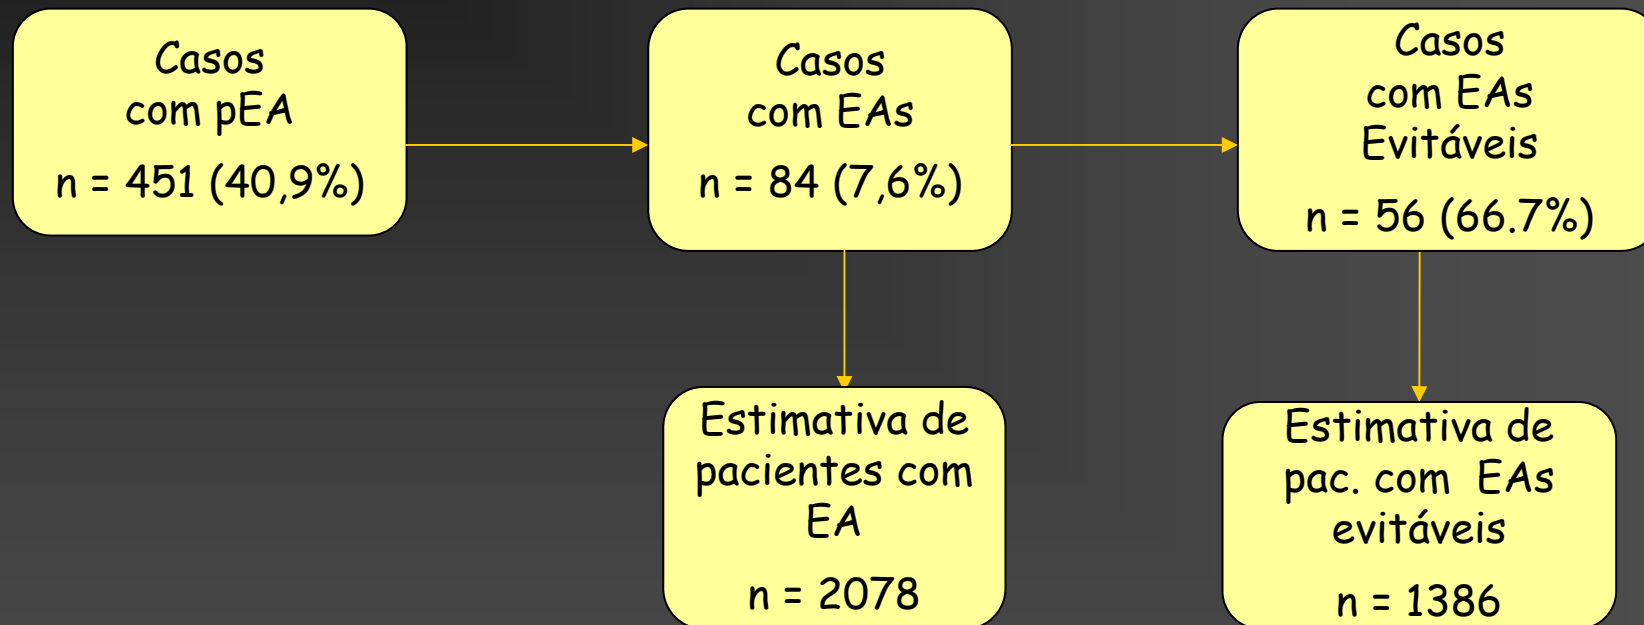 Casos
com pEA
n = 451 (40,9%)
Casos
com EAs
n = 84 (7,6%)
Casos
com EAs
Evitáveis
n = 56 (66.7%)
Estimativa de
pacientes com
EA
n = 2078
Estimativa de
pac. com EAs
evitáveis
n = 1386